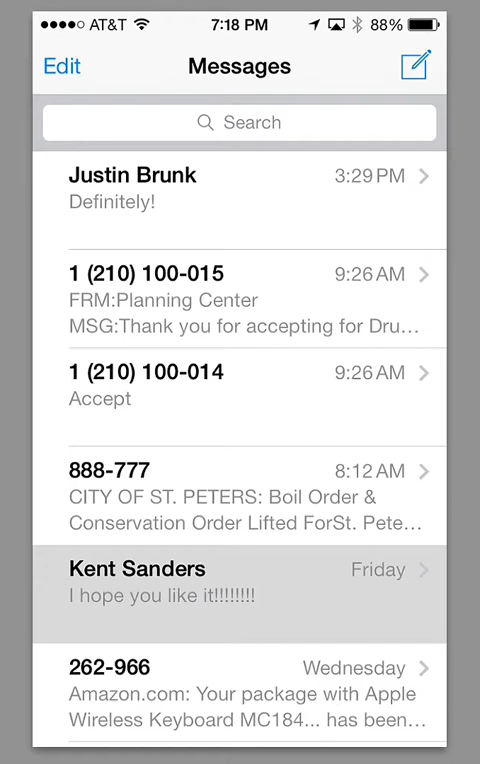 AT&T 7:18 PM 88%
Edit Messages
Search
Justin Brunk 3:29 PM
Definitely!
1 (210) 100-015 9:26 AM
FRM:Planning Center
MSG:Thank you for accepting for Dru…
1 (210) 100-014 9:26 AM
Accept
888-777 8:12 AM
CITY OF ST. PETERS: Boil Order &
Conservation Order Lifted ForSt. Pete…
Kent Sanders Friday
I hope you like it!!!!!!!!
262-966 Wednesday
Amazon.com: Your package with Apple
Wireless Keyboard MC184... has been…